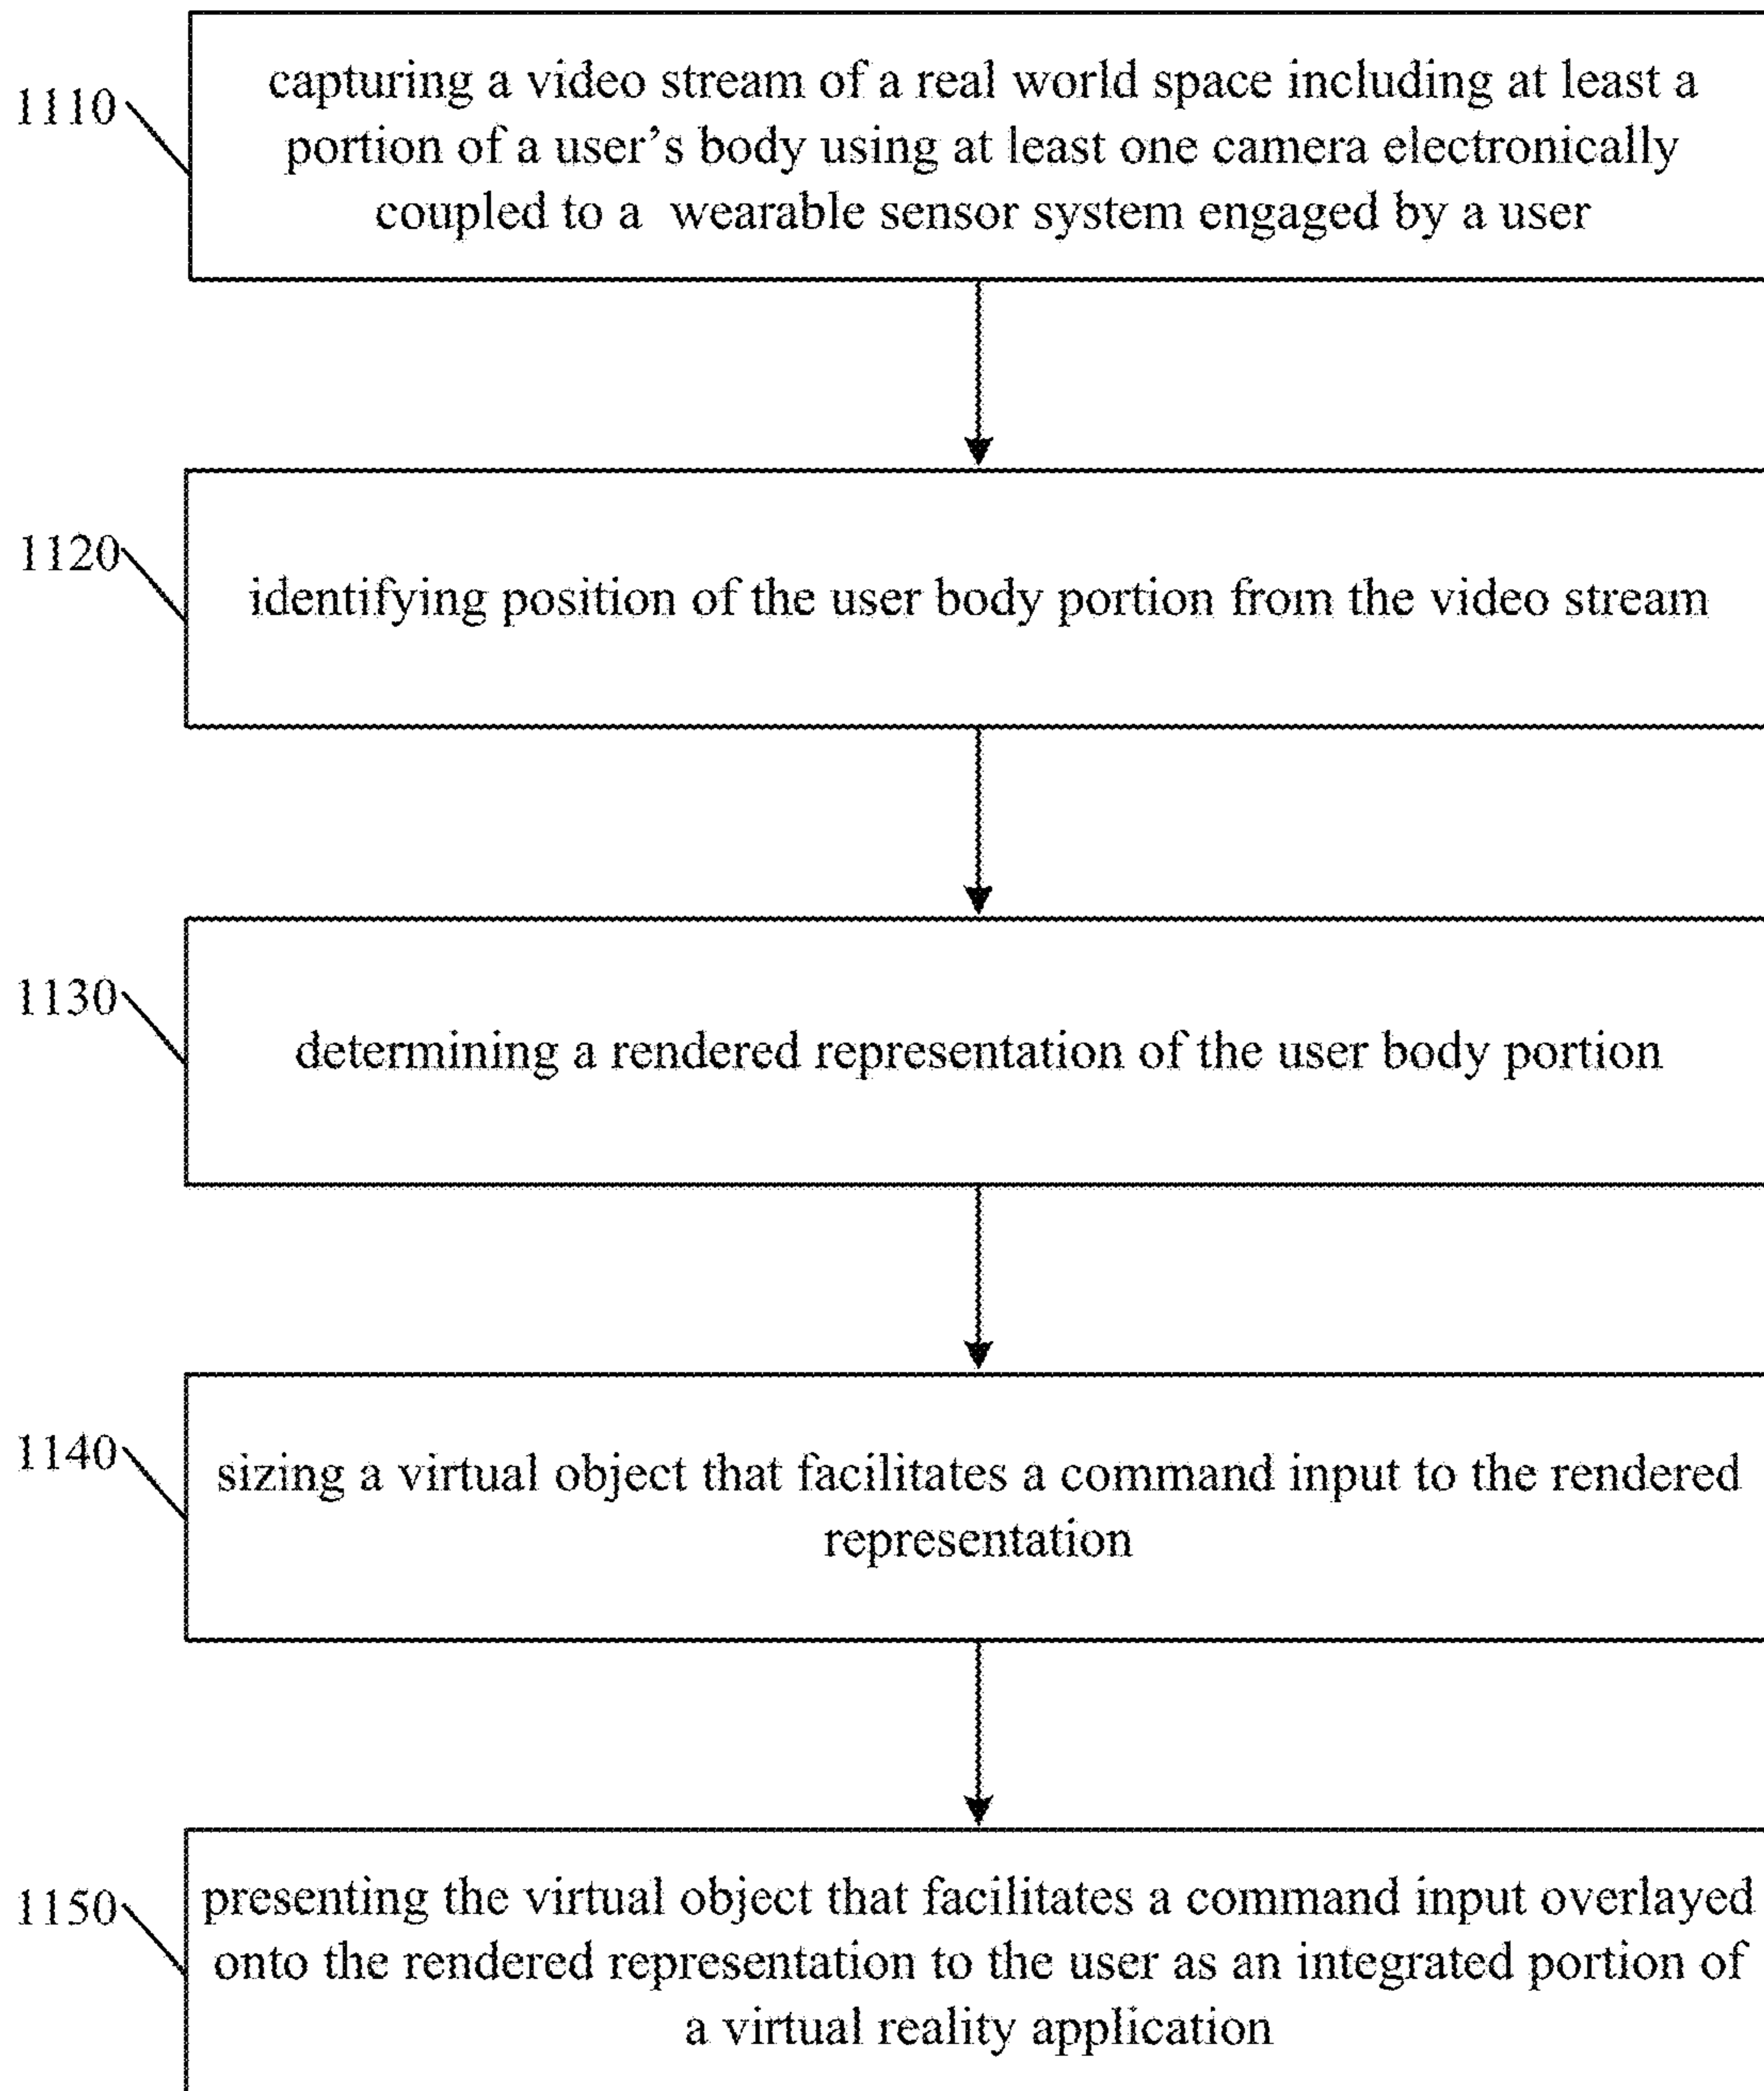 1110
capturing a video stream of a real world space including at least a
portion of a user’s body using at least one camera electronically
coupled to a wearable sensor system engaged by a user
1120
identifying position of the user body portion from the video stream
1130
determining a rendered representation of the user body portion
1140
sizing a virtual object that facilitates a command input to the rendered
representation
1150
presenting the virtual object that facilitates a command input overlayed
onto the rendered representation to the user as an integrated portion of
a virtual reality application